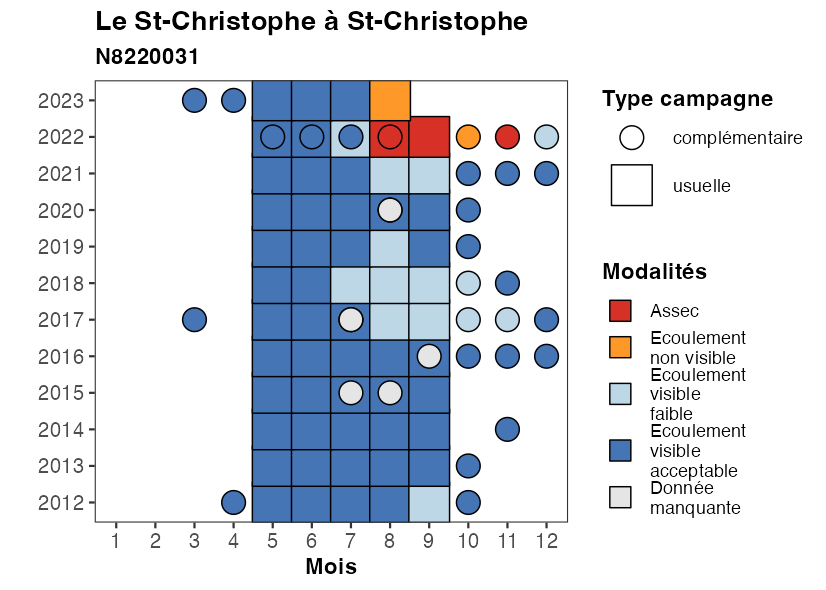 Le St-Christophe à St-Christophe
N8220031
2023
2022
2021
2020
2019
2018
2017
2016
2015
2014
2013
2012
1 2 3 4 5 6 7 8 9 10 11 12
Mois
Type campagne
complémentaire
usuelle
Modalités
Assec
Ecoulement
non visible
Ecoulement
visible
faible
Ecoulement
visible
acceptable
Donnée
manquante